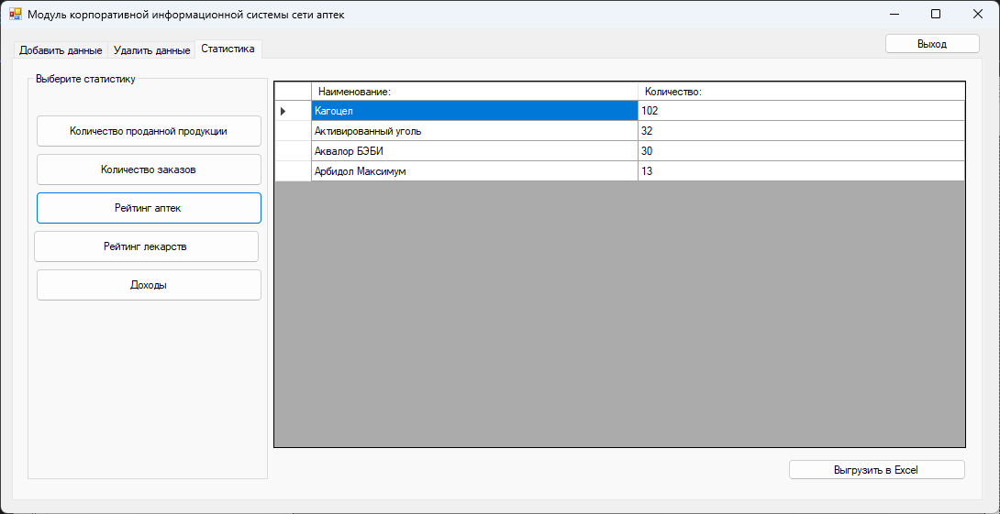 Модуль корпоративной информационной системы сети аптек
Добавить данные
Удалить данные
Статистика
Выход
Выберите статистику
Количество проданной продукции
Количество заказов
Рейтинг аптек
Рейтинг лекарств
Доходы
Наименование: Количество:
Кагоцел 102
Активированный уголь 32
Аквалор БЭБИ 30
Арбидол Максимум 13
Выгрузить в Excel